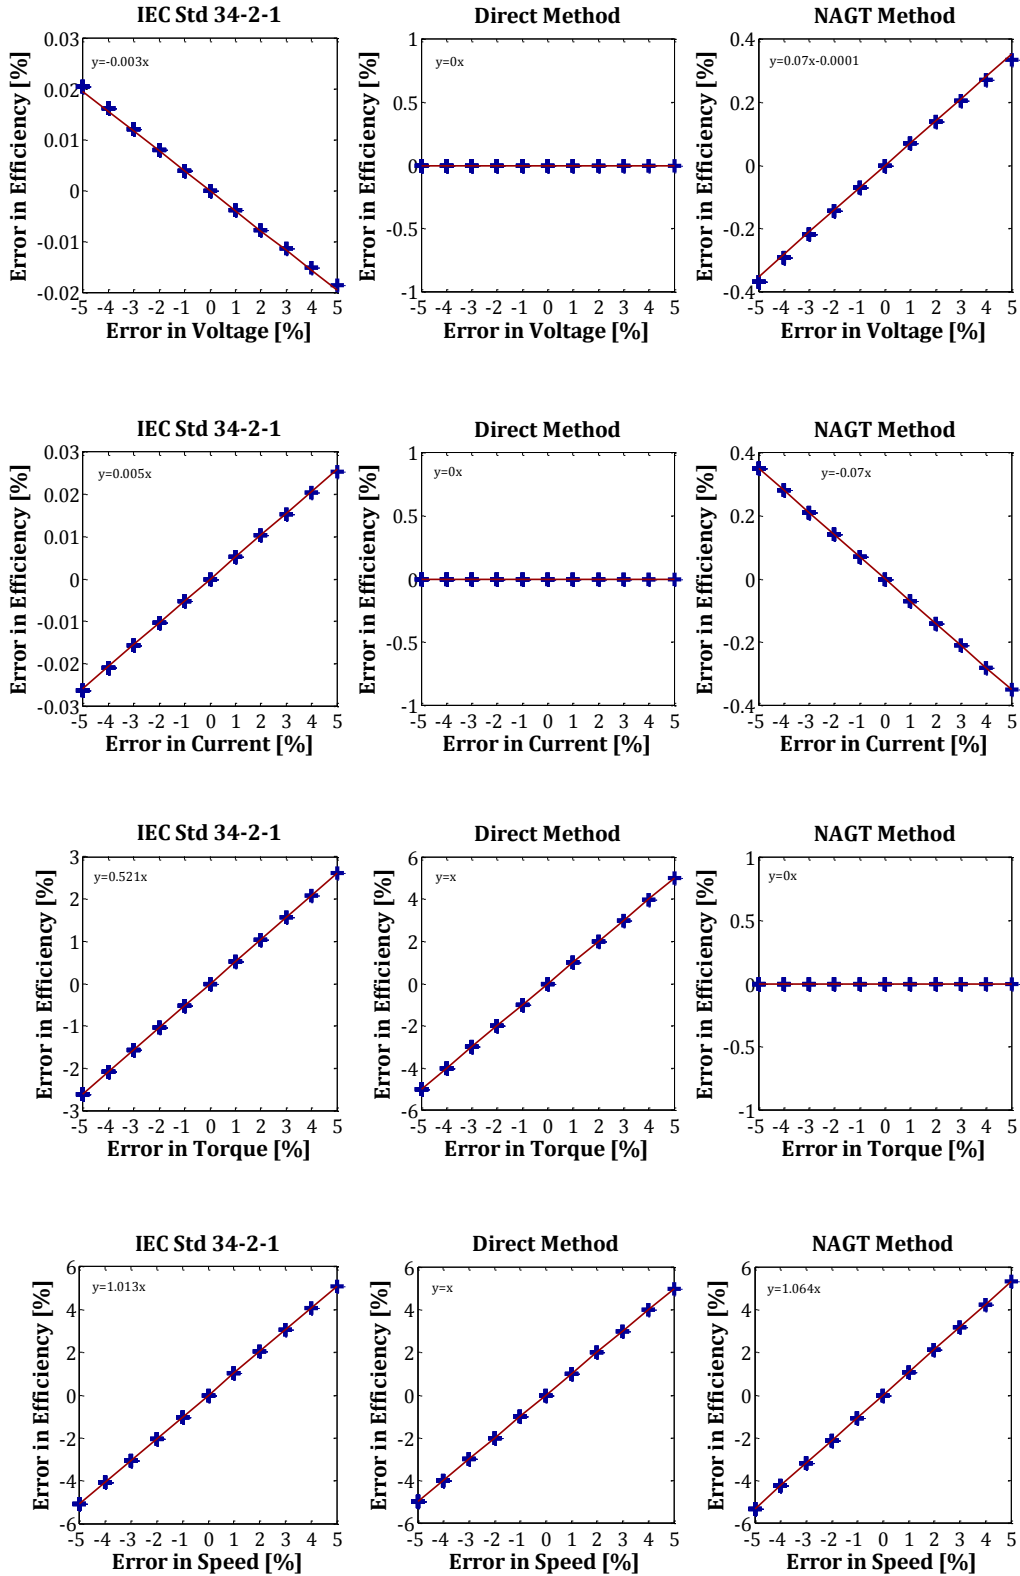 IEC Std 34-2-1 Direct Method NAGT Method
Error in Efficiency [%] Error in Efficiency [%] Error in Efficiency [%]
y=-0.003x y=0x y=0.07x-0.0001
0.03 1 0.4
0.02 0.5 0.2
0.01 0 0
0 -0.5 -0.2
-0.01 -1 -0.4
-0.02
-5 -4 -3 -2 -1 0 1 2 3 4 5 -5 -4 -3 -2 -1 0 1 2 3 4 5 -5 -4 -3 -2 -1 0 1 2 3 4 5
Error in Voltage [%] Error in Voltage [%] Error in Voltage [%]
IEC Std 34-2-1 Direct Method NAGT Method
Error in Efficiency [%] Error in Efficiency [%] Error in Efficiency [%]
y=0.005x y=0x y=-0.07x
0.03 1 0.4
0.02 0.5 0.2
0.01 0 0
0 -0.5 -0.2
-0.01 -1 -0.4
-0.02
-0.03
-5 -4 -3 -2 -1 0 1 2 3 4 5 -5 -4 -3 -2 -1 0 1 2 3 4 5 -5 -4 -3 -2 -1 0 1 2 3 4 5
Error in Current [%] Error in Current [%] Error in Current [%]
IEC Std 34-2-1 Direct Method NAGT Method
Error in Efficiency [%] Error in Efficiency [%] Error in Efficiency [%]
y=0.521x y=x y=0x
3 6 1
2 4 0.5
1 2 0
0 0 -0.5
-1 -2 -1
-2 -4
-3 -6
-5 -4 -3 -2 -1 0 1 2 3 4 5 -5 -4 -3 -2 -1 0 1 2 3 4 5 -5 -4 -3 -2 -1 0 1 2 3 4 5
Error in Torque [%] Error in Torque [%] Error in Torque [%]
IEC Std 34-2-1 Direct Method NAGT Method
Error in Efficiency [%] Error in Efficiency [%] Error in Efficiency [%]
y=1.013x y=x y=1.064x
6 6 6
4 4 4
2 2 2
0 0 0
-2 -2 -2
-4 -4 -4
-6 -6 -6
-5 -4 -3 -2 -1 0 1 2 3 4 5 -5 -4 -3 -2 -1 0 1 2 3 4 5 -5 -4 -3 -2 -1 0 1 2 3 4 5
Error in Speed [%] Error in Speed [%] Error in Speed [%]